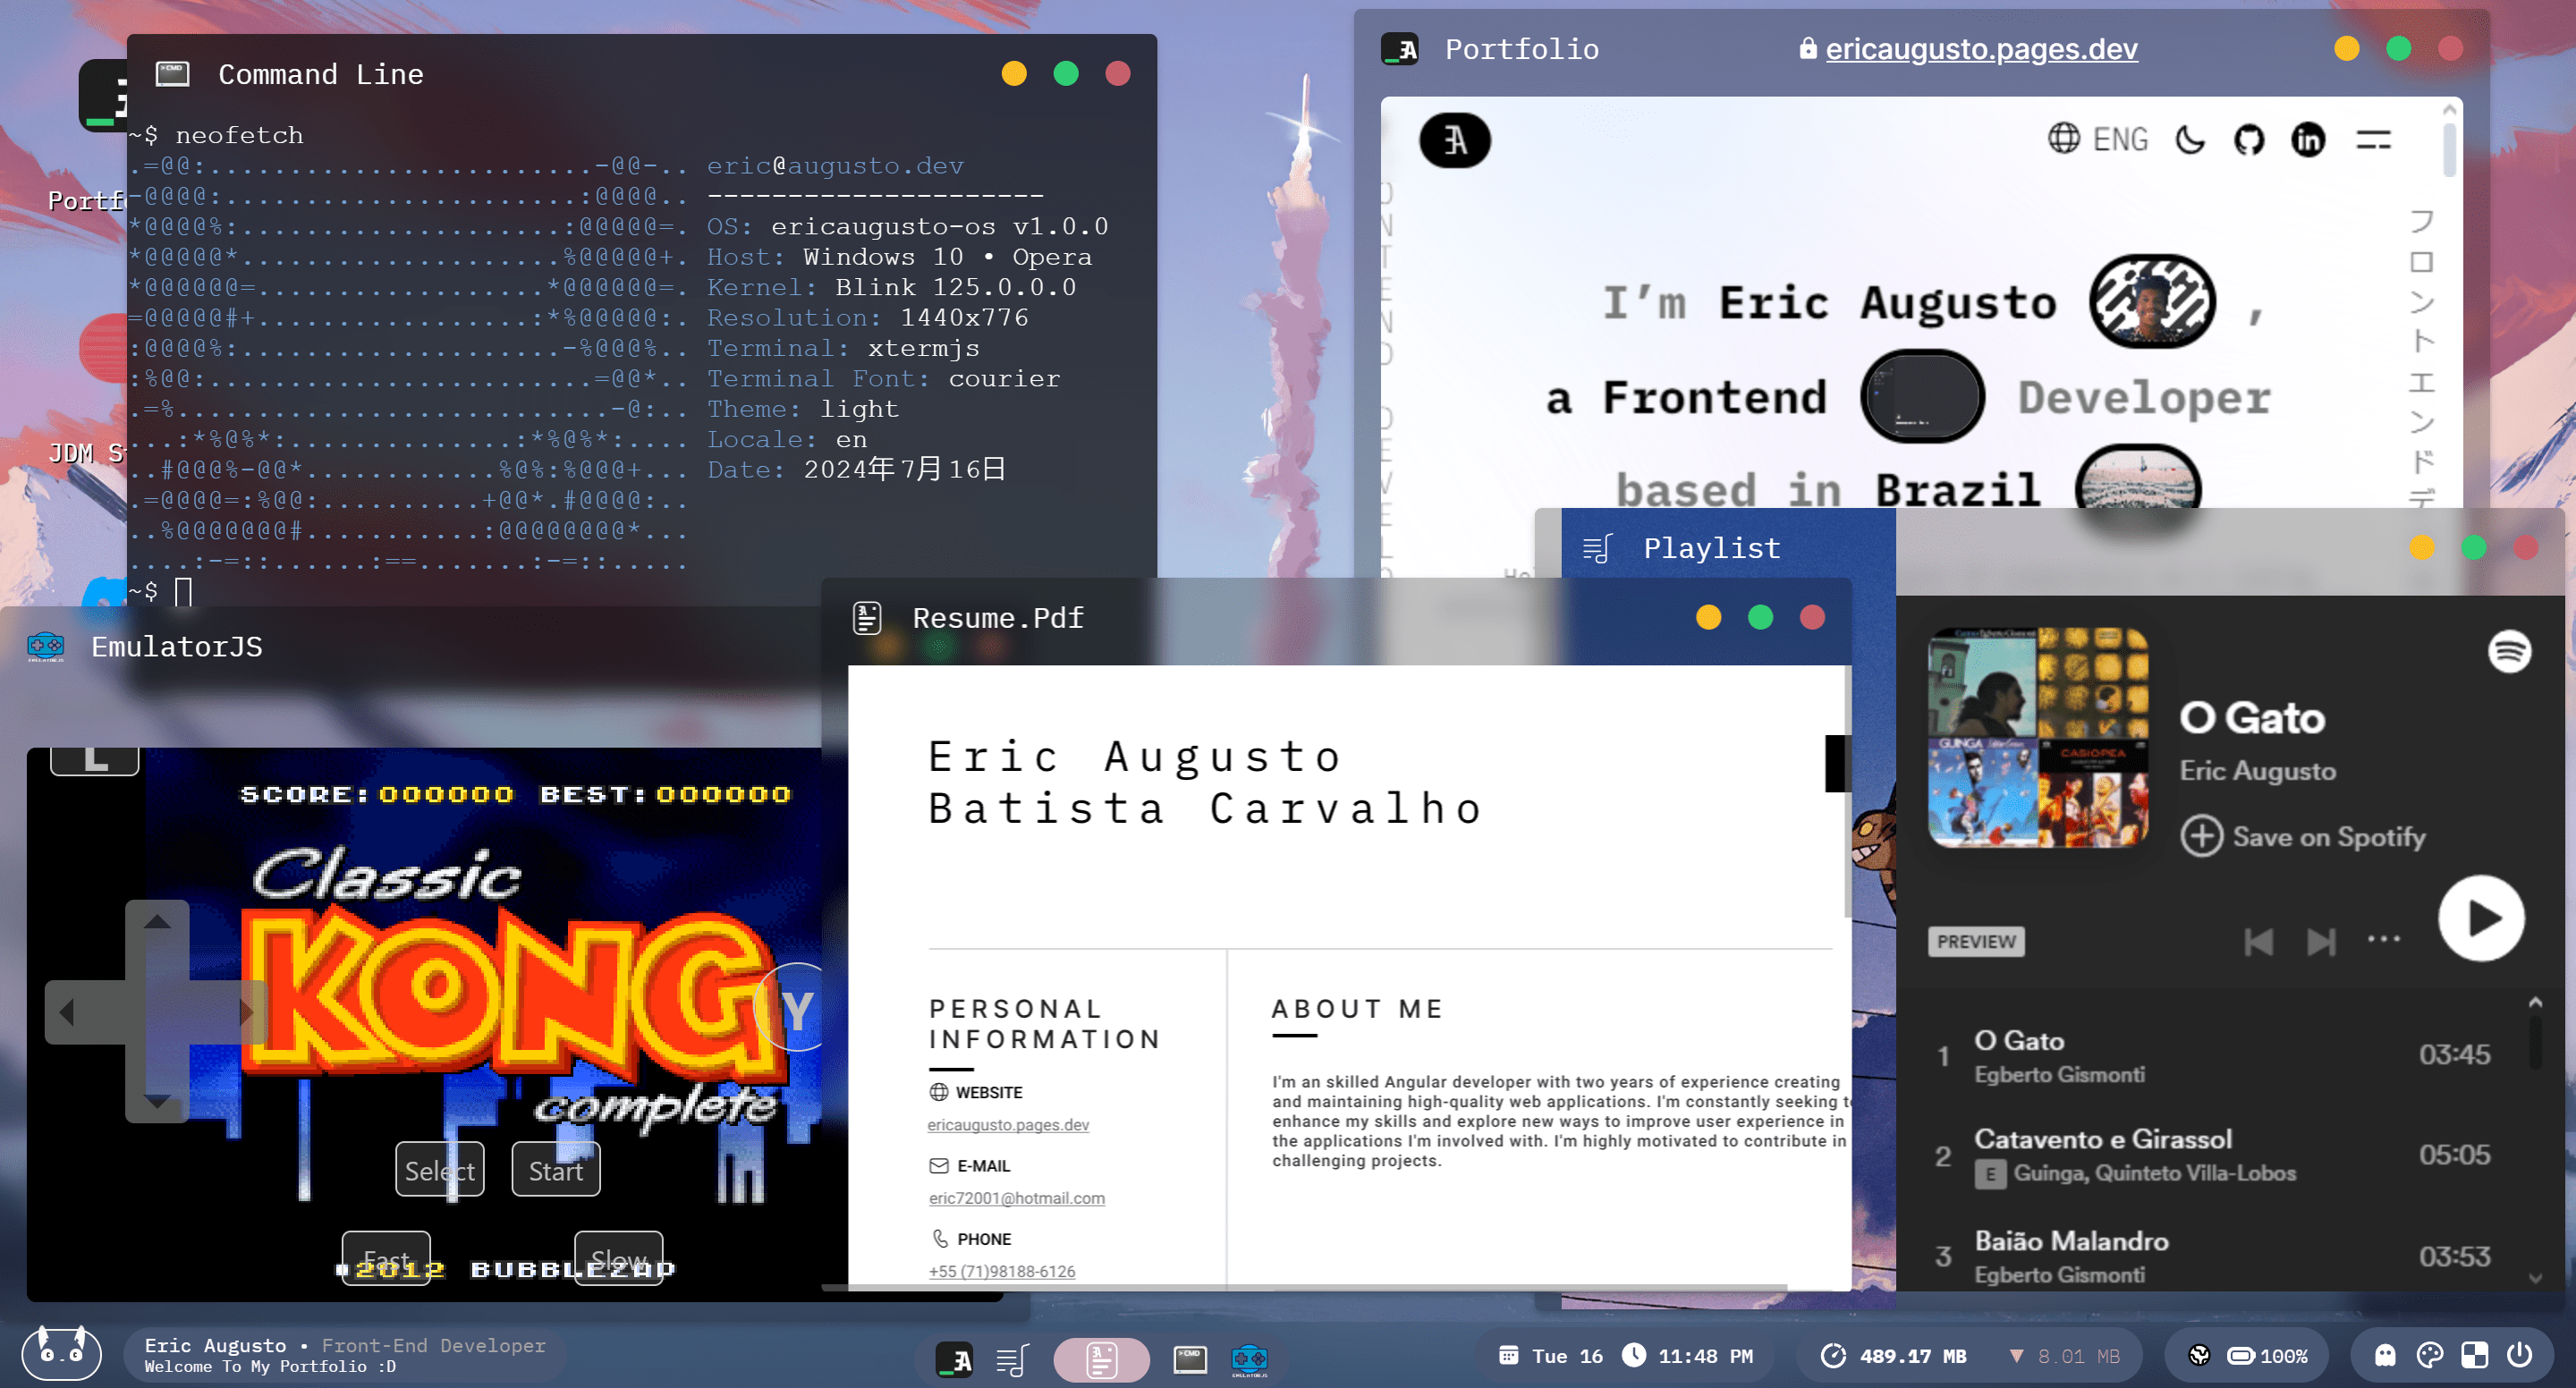 Command Line
~$ neofetch
.=@@:........................-@@-..
-@@@@:......................:@@@@..
*@@@@%:.....................:@@@@@=.
*@@@@@*....................%@@@@@+.
*@@@@@@=..................*@@@@@@=.
=@@@@@#+.................:*%@@@@@:.
:@@@@%:....................-%@@@%..
:%@@:........................=@@*..
.=%...........................-@:..
...:*%@%*:..............:*%@%*:....
..#@@@%-@@*............%@%:%@@@+...
.=@@@@=:%@@:..........+@@*.#@@@@:..
..%@@@@@@@#...........:@@@@@@@@*...
....:-=::......:==.......:-=::.....
eric@augusto.dev
---------------------
OS: ericaugusto-os v1.0.0
Host: Windows 10 • Opera
Kernel: Blink 125.0.0.0
Resolution: 1440x776
Terminal: xtermjs
Terminal Font: courier
Theme: light
Locale: en
Date: 2024年7月16日
~$
Portfolio
ericaugusto.pages.dev
ENG
I'm Eric Augusto ,
a Frontend Developer
based in Brazil
フロントエンドデ
Playlist
O Gato
Eric Augusto
Save on Spotify
PREVIEW
1 O Gato 03:45
Egberto Gismonti
2 Catavento e Girassol 05:05
E Guinga, Quinteto Villa-Lobos
3 Baião Malandro 03:53
Egberto Gismonti
GUINGA
CASIOPEA
EmulatorJS
L
SCORE:000000 BEST:000000
Classic
KONG
complete
Y
Select
Start
Fast
Slow
2012 BUBBLEZAP
Resume.Pdf
Eric Augusto
Batista Carvalho
PERSONAL
INFORMATION
WEBSITE
ericaugusto.pages.dev
E-MAIL
eric72001@hotmail.com
PHONE
+55 (71)98188-6126
ABOUT ME
I'm an skilled Angular developer with two years of experience creating
and maintaining high-quality web applications. I'm constantly seeking to
enhance my skills and explore new ways to improve user experience in
the applications I'm involved with. I'm highly motivated to contribute in
challenging projects.
Eric Augusto • Front-End Developer
Welcome To My Portfolio :D
Tue 16
11:48 PM
489.17 MB
▼ 8.01 MB
100%